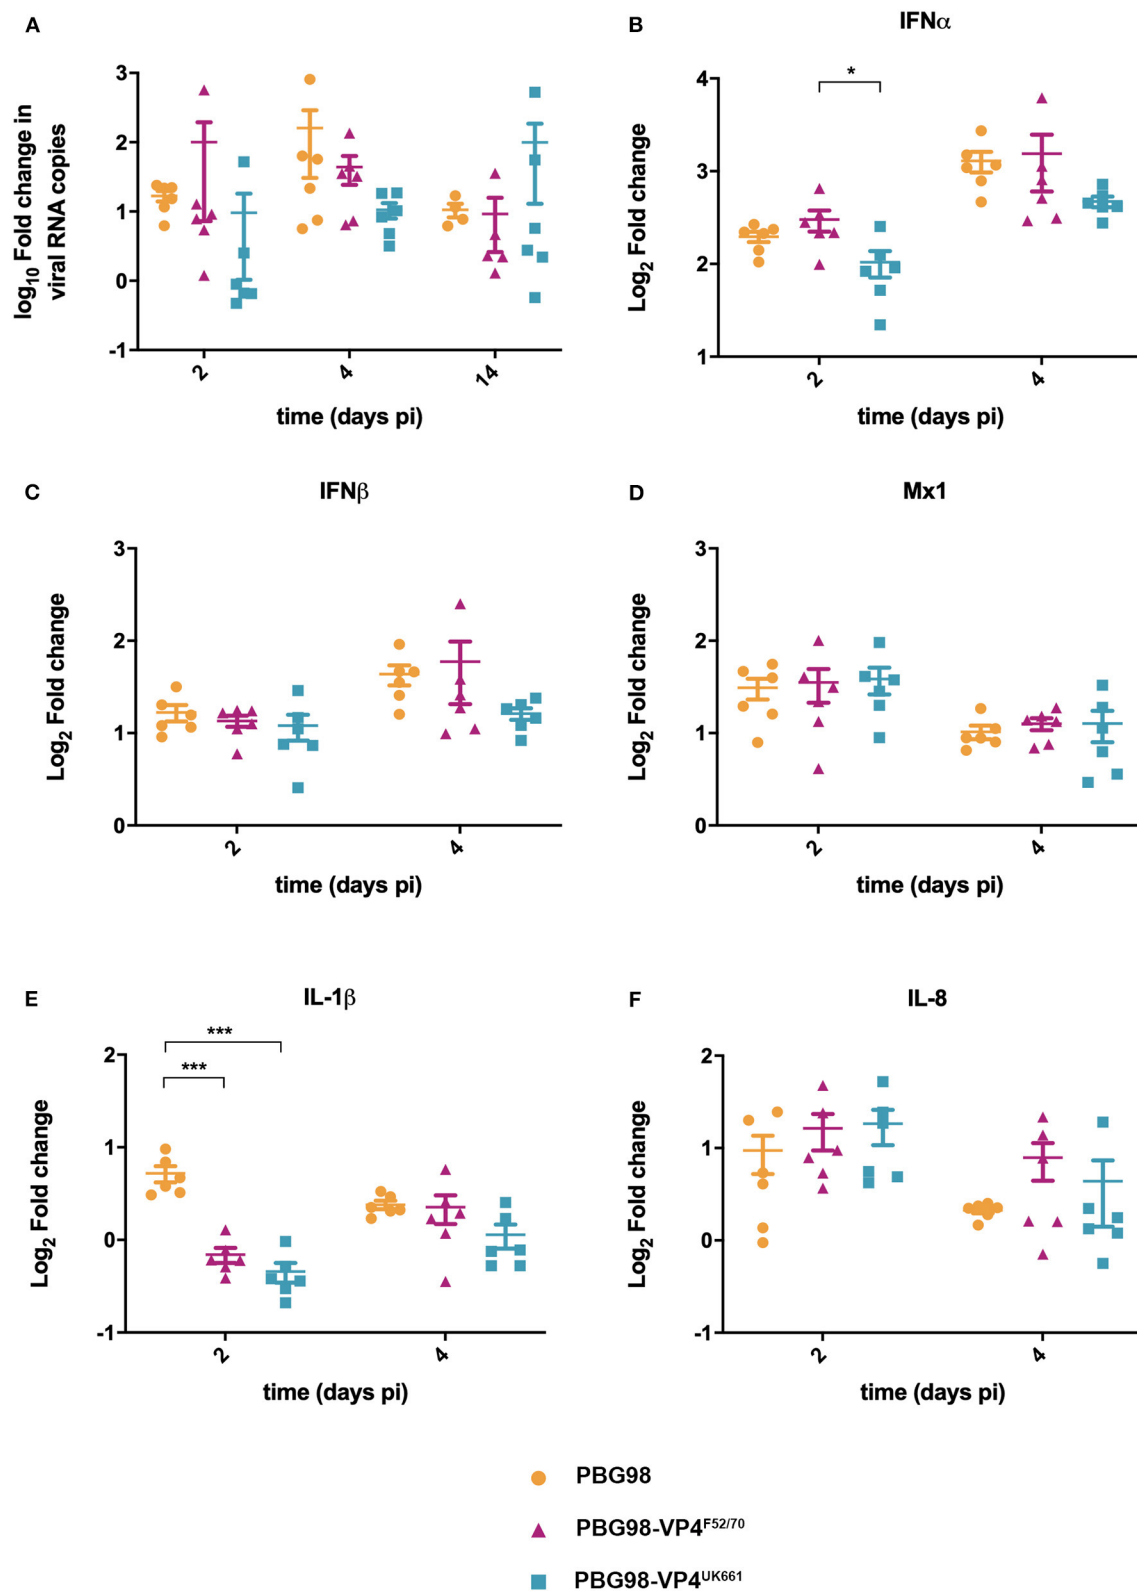 A
log10 Fold change in
viral RNA copies
3
2
1
0
-1
2
4
14
time (days pi)
B
IFNα
Log2 Fold change
4
3
2
1
*
2
4
time (days pi)
C
IFNβ
Log2 Fold change
3
2
1
0
2
4
time (days pi)
D
Mx1
Log2 Fold change
3
2
1
0
2
4
time (days pi)
E
IL-1β
Log2 Fold change
2
1
0
-1
***
***
2
4
time (days pi)
F
IL-8
Log2 Fold change
2
1
0
-1
2
4
time (days pi)
PBG98
PBG98-VP4F52/70
PBG98-VP4UK661